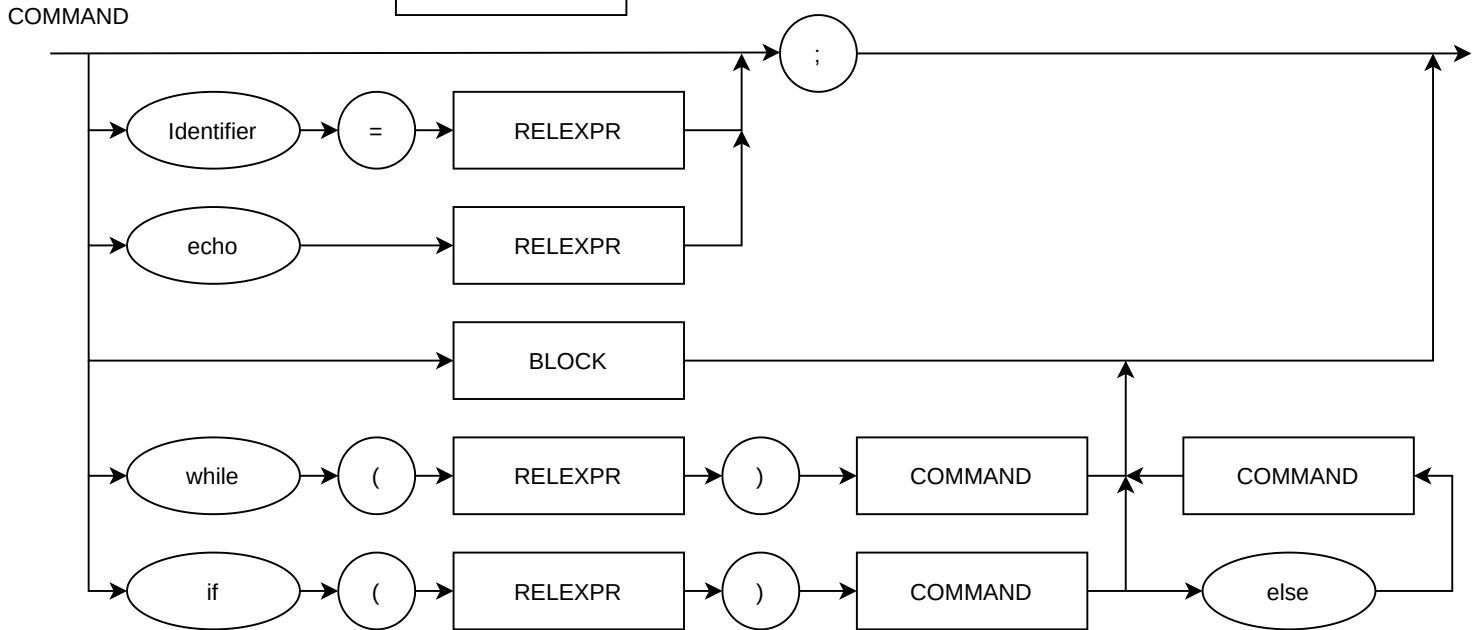 COMMAND
;
Identifier = RELEXPR
echo RELEXPR
BLOCK
while ( RELEXPR ) COMMAND COMMAND
if ( RELEXPR ) COMMAND else